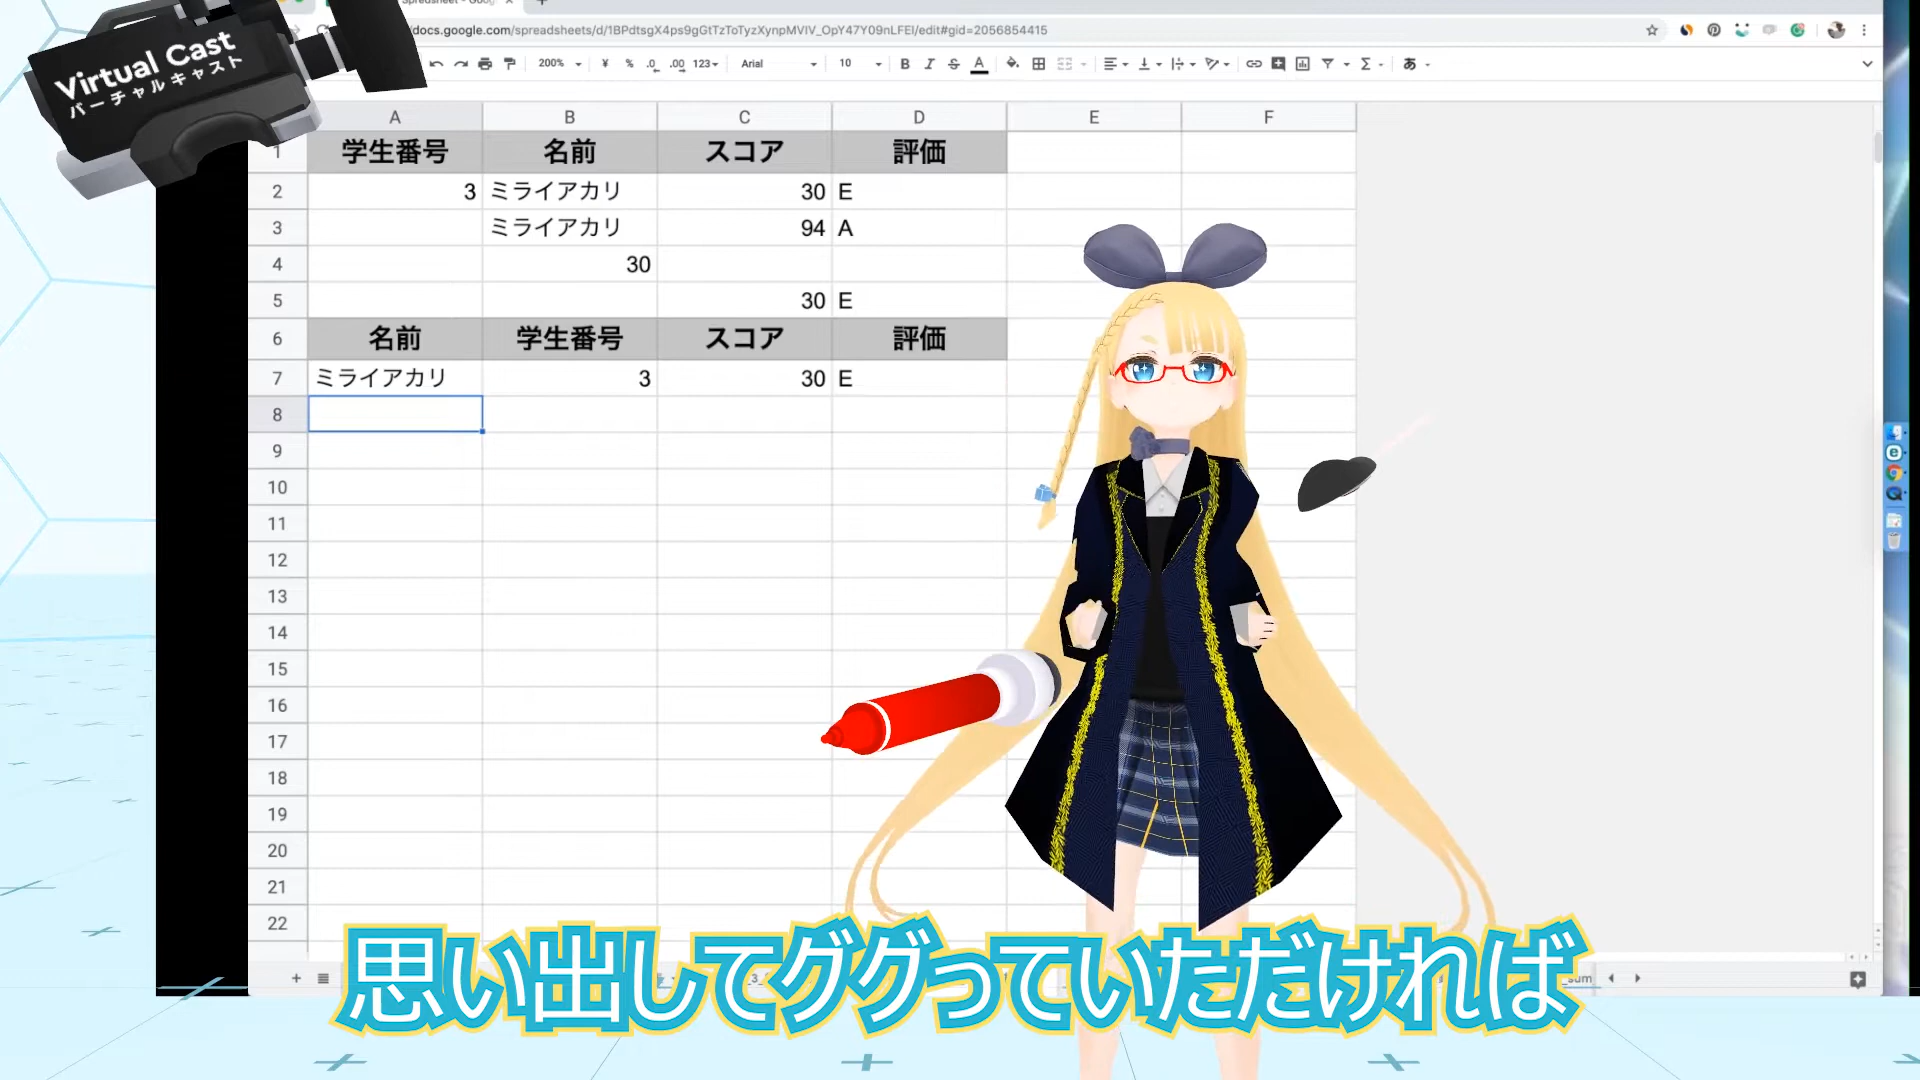 Spreadsheet - Goog
docs.google.com/spreadsheets/d/1BPdtsgX4ps9gGtTzToTyzXynpMVIV_OpY47Y09nLFEI/edit#gid=2056854415
Virtual Cast
バーチャルキャスト
200% ¥ % .0 .00 123 Arial 10 B I S A Σ あ
A B C D E F
1 学生番号 名前 スコア 評価
2 3 ミライアカリ 30 E
3 ミライアカリ 94 A
4 30
5 30 E
6 名前 学生番号 スコア 評価
7 ミライアカリ 3 30 E
8
9
10
11
12
13
14
15
16
17
18
19
20
21
22
思い出してググっていただければ